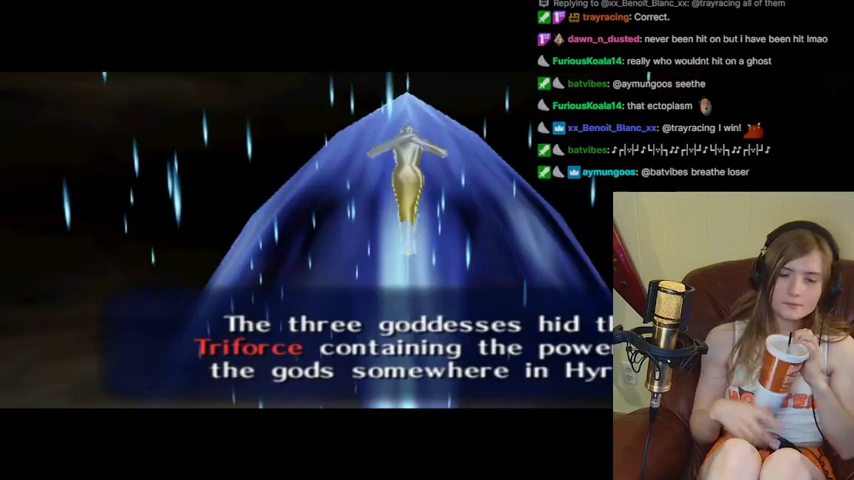 Replying to @xx_Benoit_Blanc_xx: @trayracing all of them
trayracing: Correct.
dawn_n_dusted: never been hit on but i have been hit lmao
FuriousKoala14: really who wouldnt hit on a ghost
batvibes: @aymungoos seethe
FuriousKoala14: that ectoplasm
xx_Benoit_Blanc_xx: @trayracing I win!
batvibes:
aymungoos: @batvibes breathe loser
The three goddesses hid th
Triforce containing the powe
the gods somewhere in Hyr